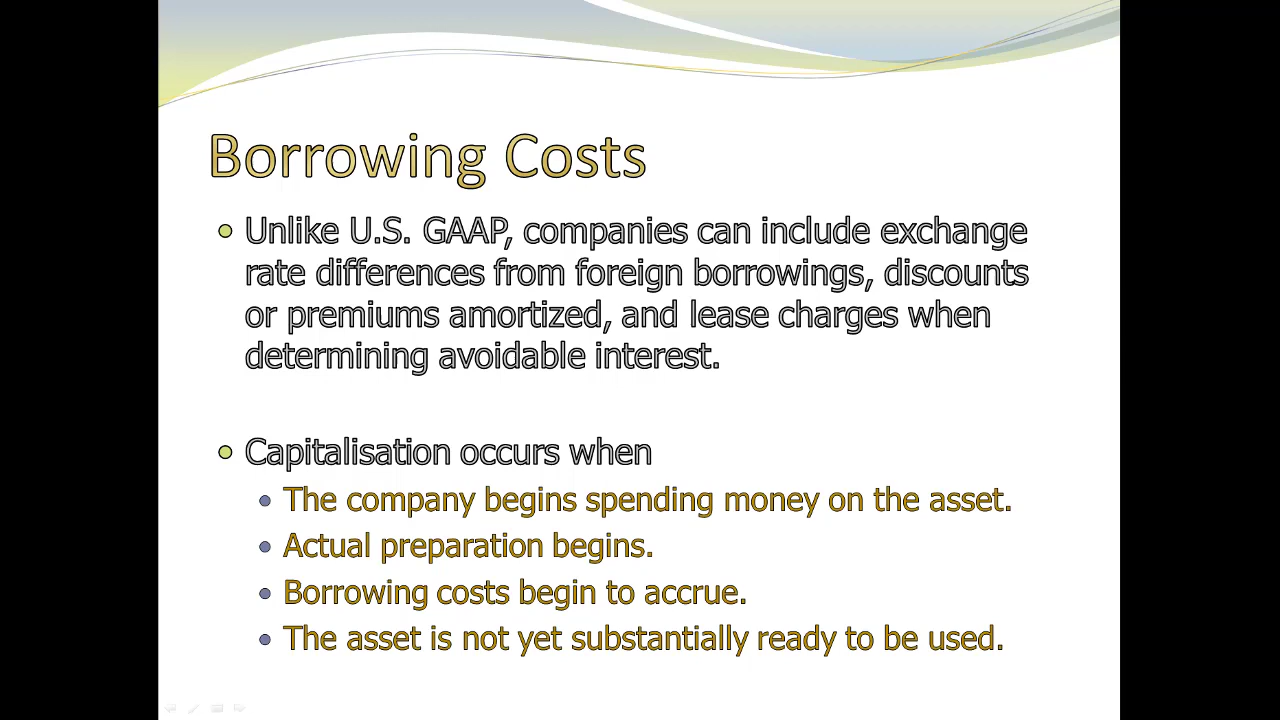 Borrowing Costs
Unlike U.S. GAAP, companies can include exchange
rate differences from foreign borrowings, discounts
or premiums amortized, and lease charges when
determining avoidable interest.
Capitalisation occurs when
The company begins spending money on the asset.
Actual preparation begins.
Borrowing costs begin to accrue.
The asset is not yet substantially ready to be used.